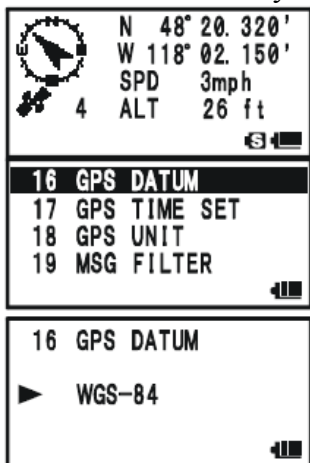 N 48° 20. 320'
W 118° 02. 150'
SPD 3mph
4 ALT 26 ft
S
16 GPS DATUM
17 GPS TIME SET
18 GPS UNIT
19 MSG FILTER
16 GPS DATUM
▶ WGS-84